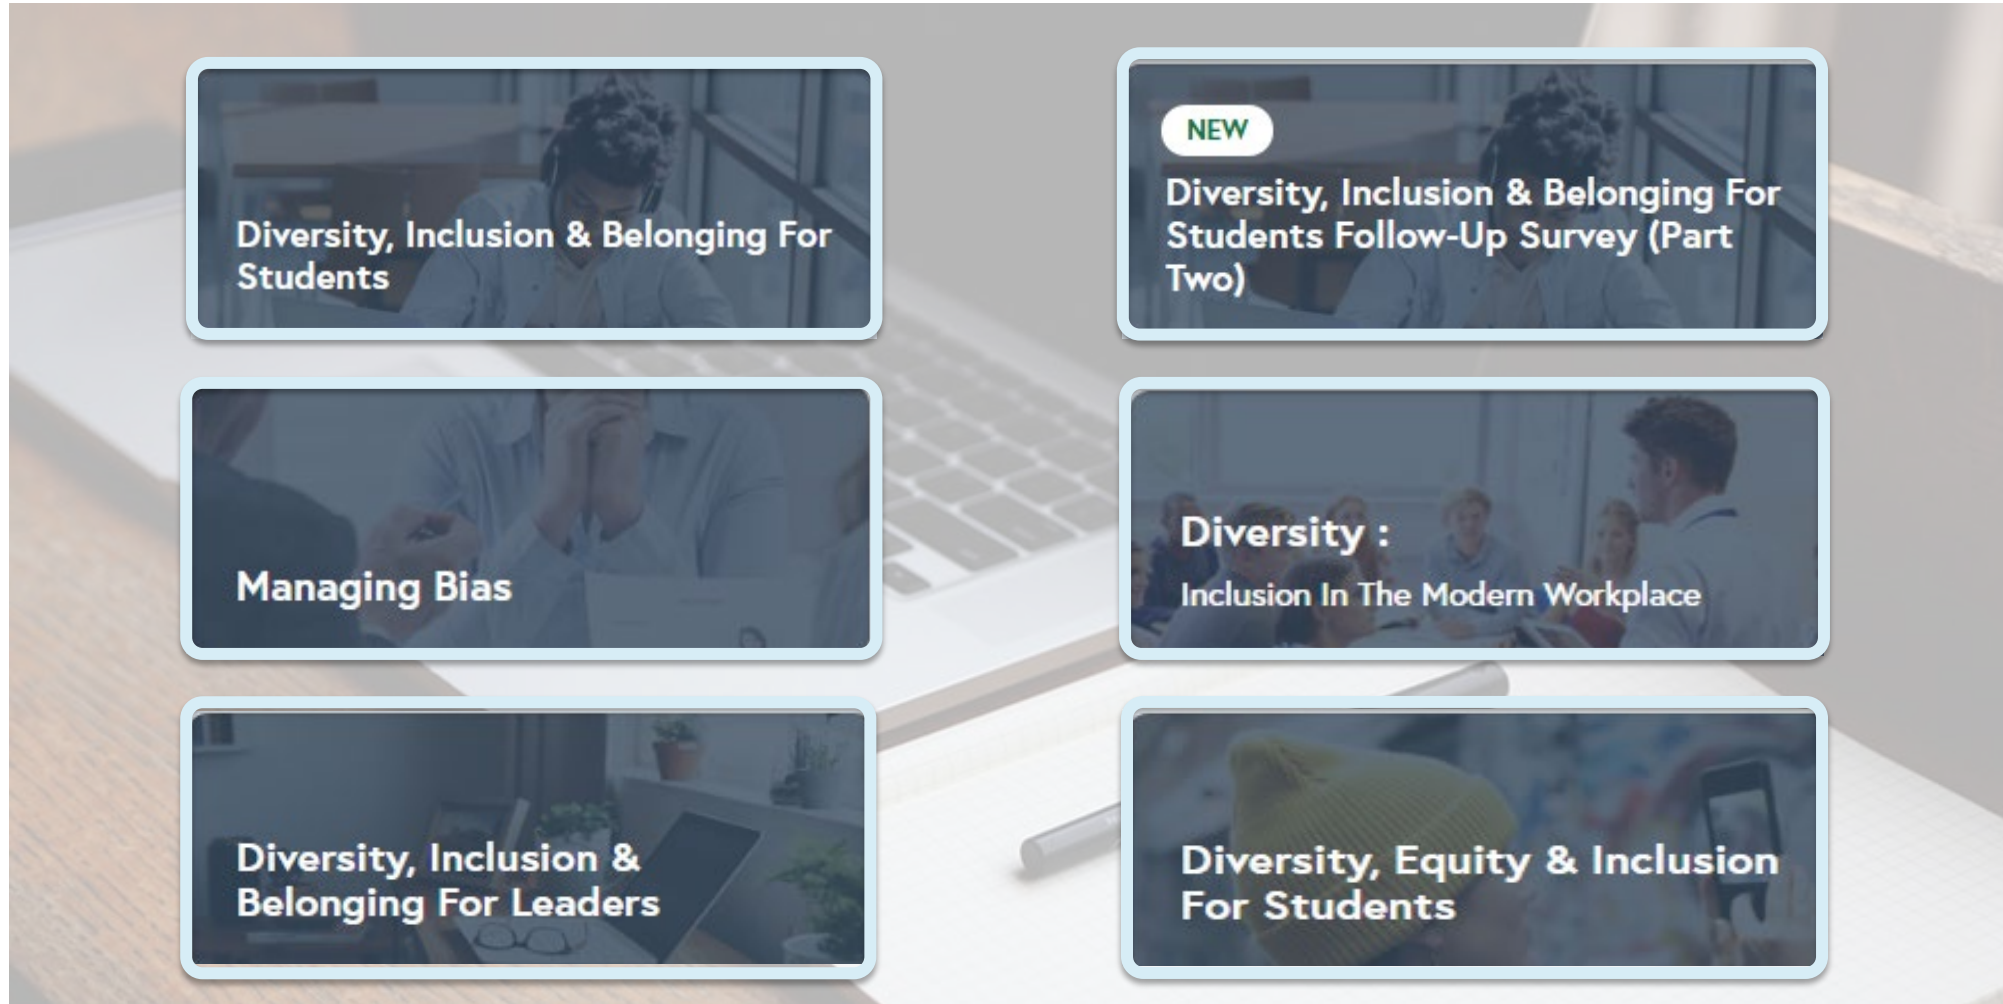 Diversity, Inclusion & Belonging For
Students
NEW
Diversity, Inclusion & Belonging For
Students Follow-Up Survey (Part
Two)
Managing Bias
Diversity :
Inclusion In The Modern Workplace
Diversity, Inclusion &
Belonging For Leaders
Diversity, Equity & Inclusion
For Students